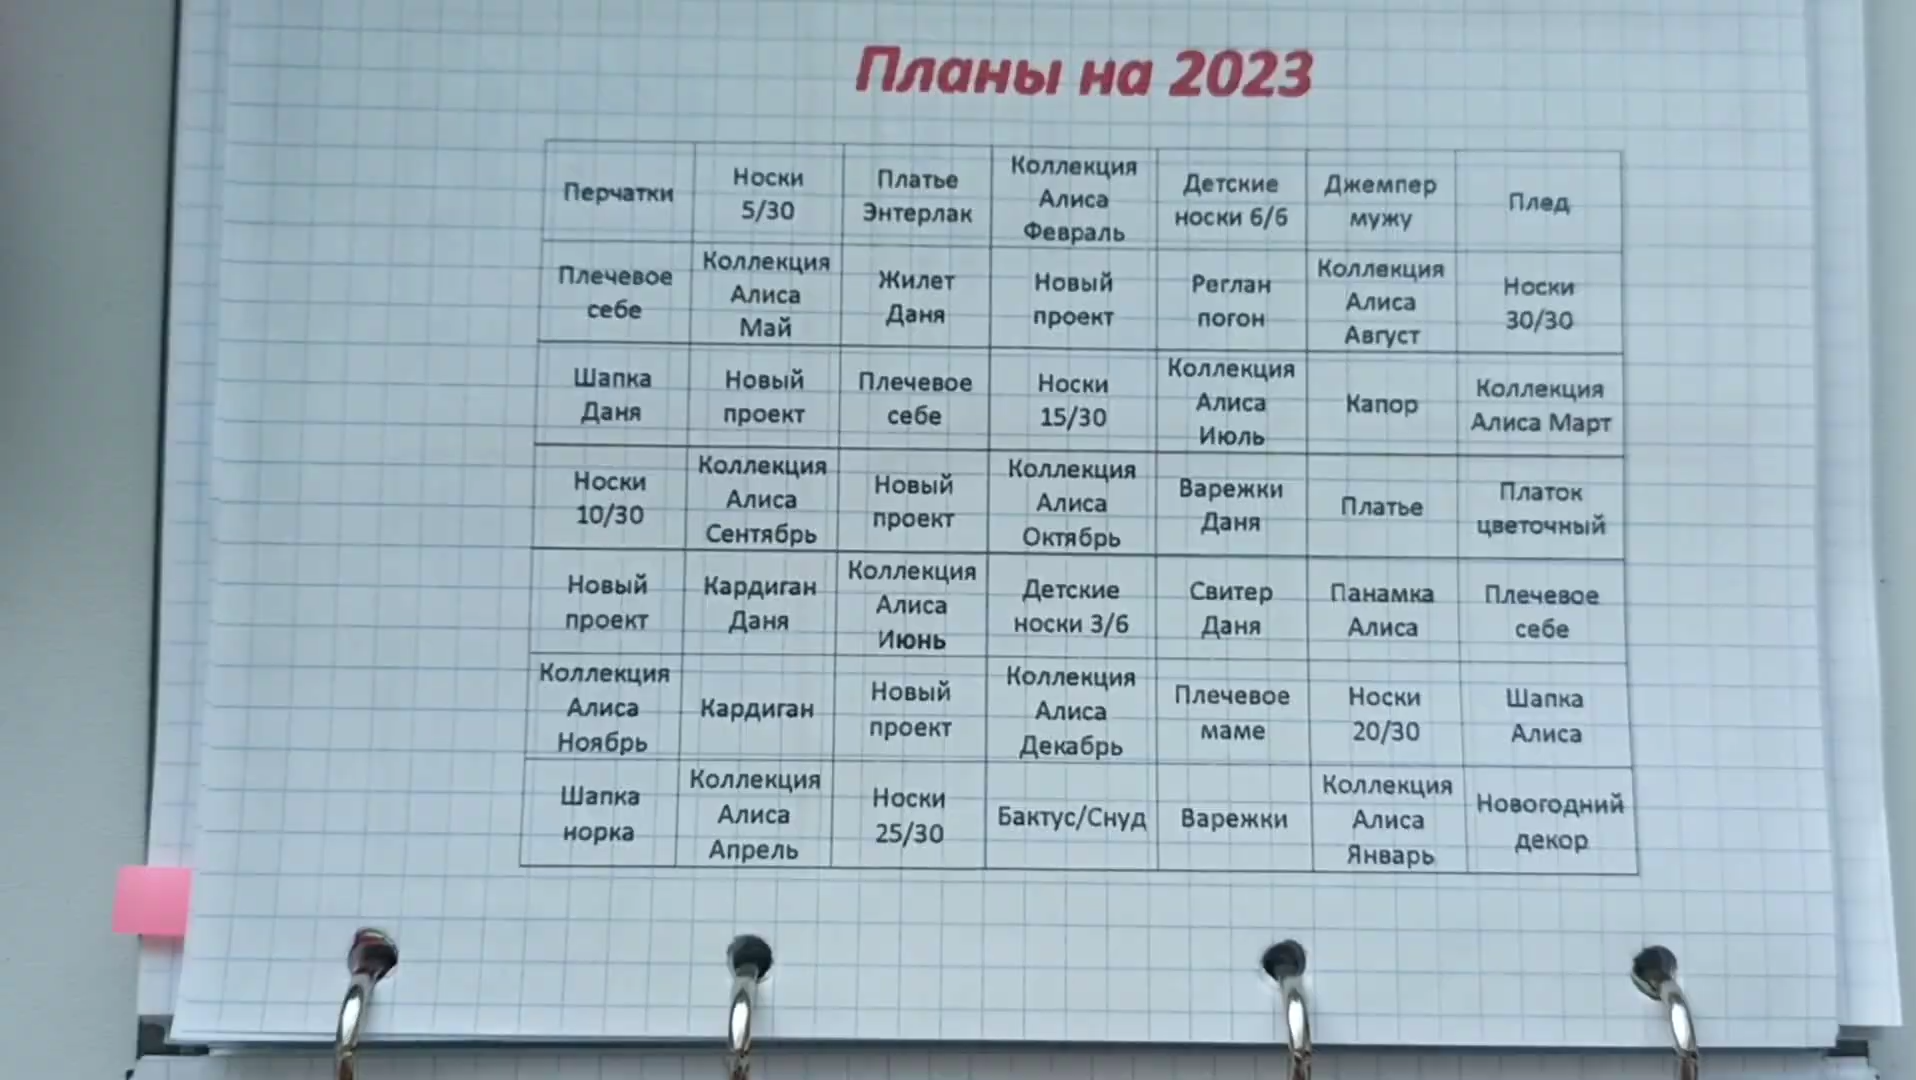 Планы на 2023
Перчатки
Носки
5/30
Платье
Энтерлак
Коллекция
Алиса
Февраль
Детские
носки 6/6
Джемпер
мужу
Плед
Плечевое
себе
Коллекция
Алиса
Май
Жилет
Даня
Новый
проект
Реглан
погон
Коллекция
Алиса
Август
Носки
30/30
Шапка
Даня
Новый
проект
Плечевое
себе
Носки
15/30
Коллекция
Алиса
Июль
Капор
Коллекция
Алиса Март
Носки
10/30
Коллекция
Алиса
Сентябрь
Новый
проект
Коллекция
Алиса
Октябрь
Варежки
Даня
Платье
Платок
цветочный
Новый
проект
Кардиган
Даня
Коллекция
Алиса
Июнь
Детские
носки 3/6
Свитер
Даня
Панамка
Алиса
Плечевое
себе
Коллекция
Алиса
Ноябрь
Кардиган
Новый
проект
Коллекция
Алиса
Декабрь
Плечевое
маме
Носки
20/30
Шапка
Алиса
Шапка
норка
Коллекция
Алиса
Апрель
Носки
25/30
Бактус/Снуд
Варежки
Коллекция
Алиса
Январь
Новогодний
декор